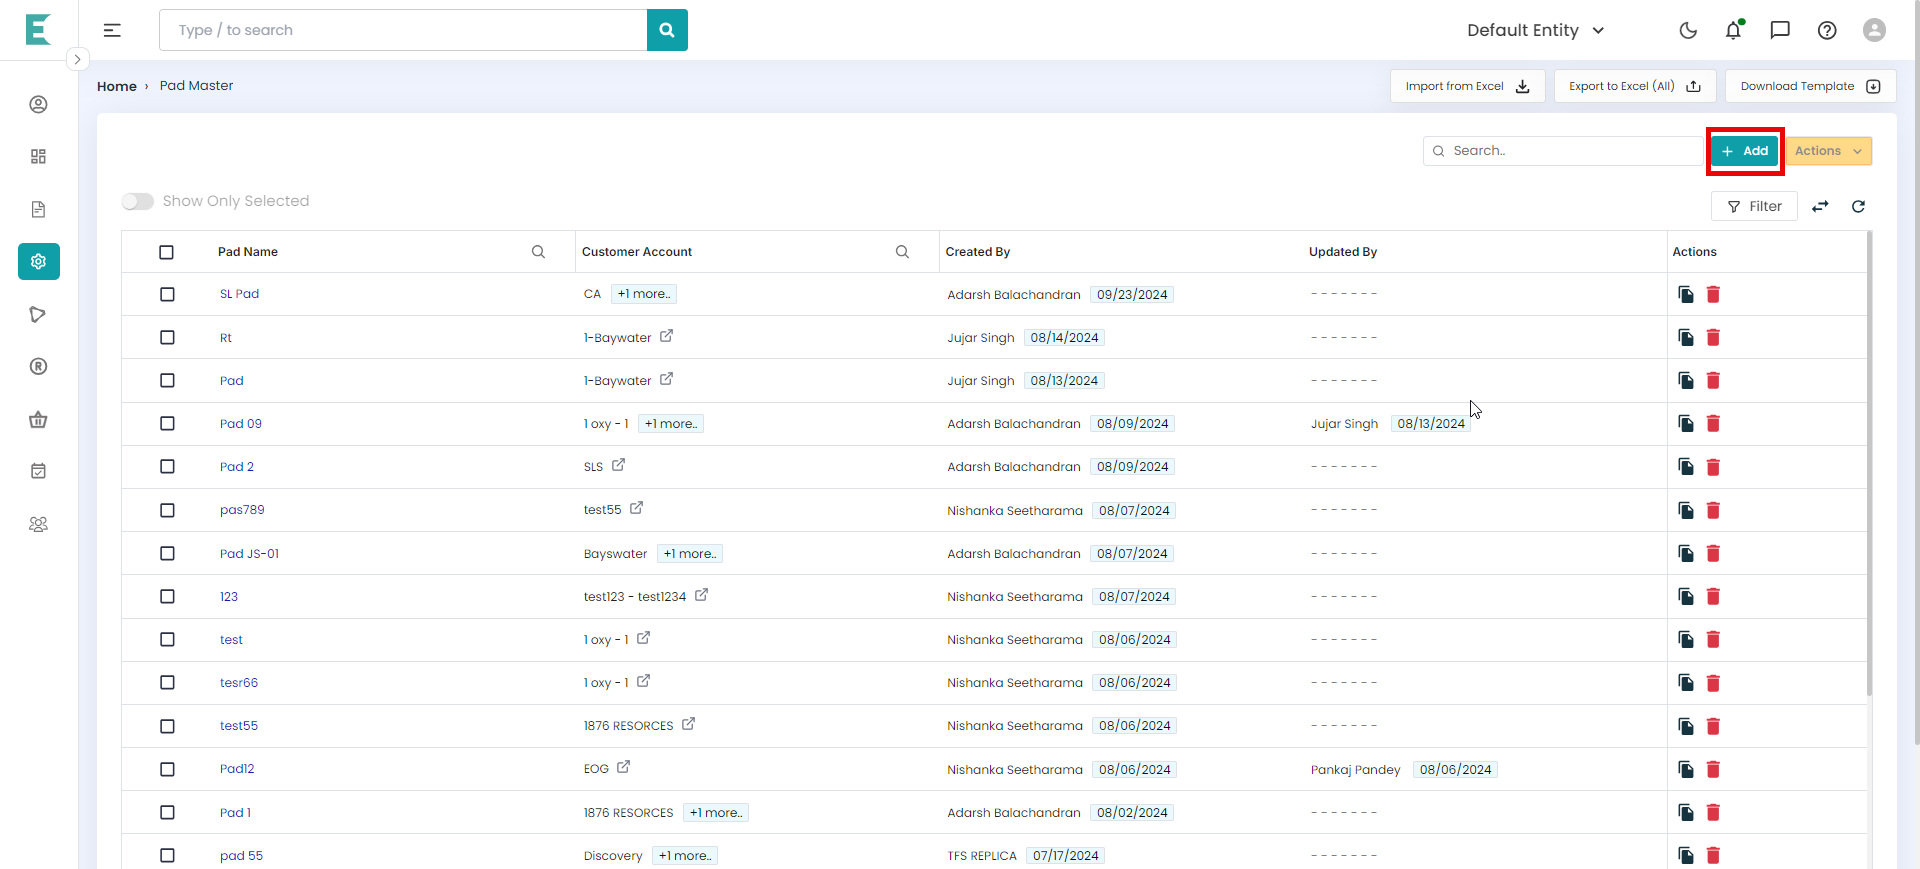 Type / to search
Default Entity
Home › Pad Master
Import from Excel
Export to Excel (All)
Download Template
Search..
+ Add
Actions
Show Only Selected
Filter
Pad Name Customer Account Created By Updated By Actions
SL Pad CA +1 more.. Adarsh Balachandran 09/23/2024 - - - - - - -
Rt 1-Baywater Jujar Singh 08/14/2024 - - - - - - -
Pad 1-Baywater Jujar Singh 08/13/2024 - - - - - - -
Pad 09 1 oxy - 1 +1 more.. Adarsh Balachandran 08/09/2024 Jujar Singh 08/13/2024
Pad 2 SLS Adarsh Balachandran 08/09/2024 - - - - - - -
pas789 test55 Nishanka Seetharama 08/07/2024 - - - - - - -
Pad JS-01 Bayswater +1 more.. Adarsh Balachandran 08/07/2024 - - - - - - -
123 test123 - test1234 Nishanka Seetharama 08/07/2024 - - - - - - -
test 1 oxy - 1 Nishanka Seetharama 08/06/2024 - - - - - - -
tesr66 1 oxy - 1 Nishanka Seetharama 08/06/2024 - - - - - - -
test55 1876 RESORCES Nishanka Seetharama 08/06/2024 - - - - - - -
Pad12 EOG Nishanka Seetharama 08/06/2024 Pankaj Pandey 08/06/2024
Pad 1 1876 RESORCES +1 more.. Adarsh Balachandran 08/02/2024 - - - - - - -
pad 55 Discovery +1 more.. TFS REPLICA 07/17/2024 - - - - - - -